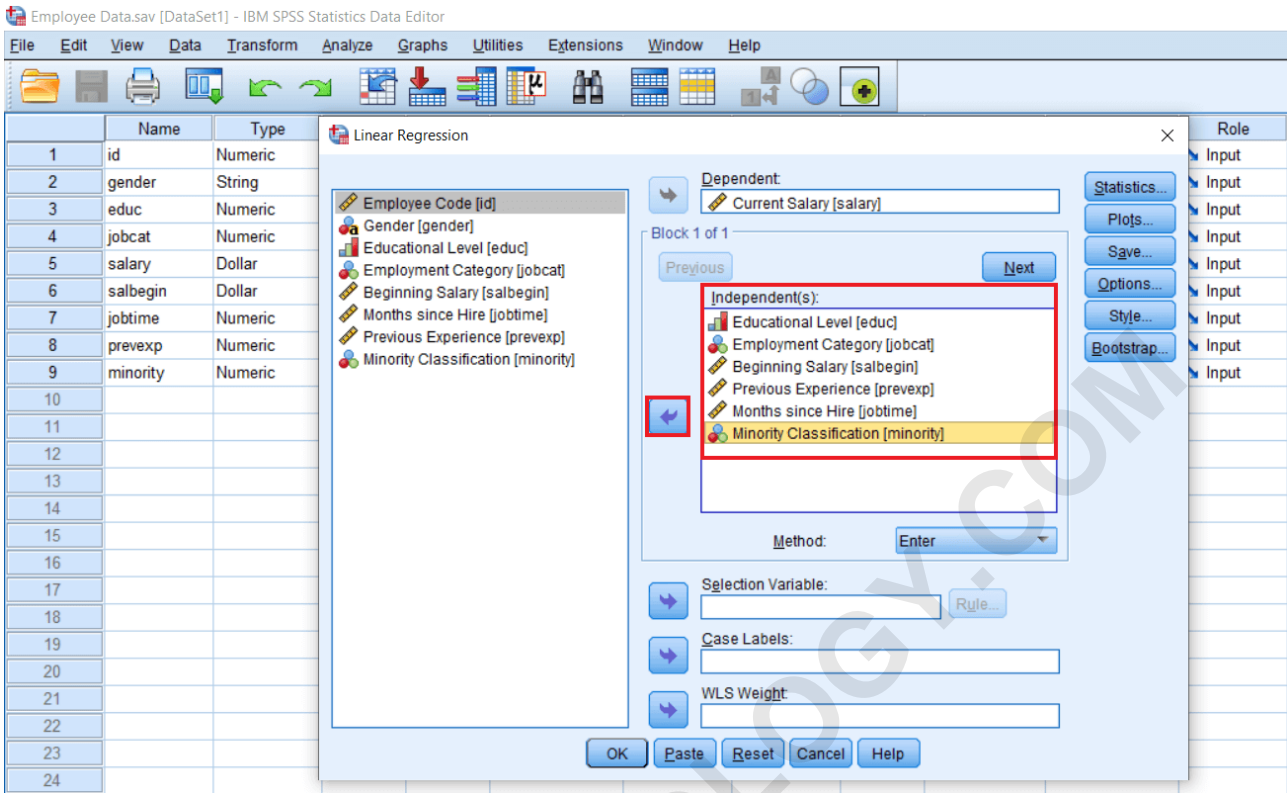 Employee Data.sav [DataSet1] - IBM SPSS Statistics Data Editor
File Edit View Data Transform Analyze Graphs Utilities Extensions Window Help
Name Type Role
1 id Numeric Input
2 gender String Input
3 educ Numeric Input
4 jobcat Numeric Input
5 salary Dollar Input
6 salbegin Dollar Input
7 jobtime Numeric Input
8 prevexp Numeric Input
9 minority Numeric Input
10
11
12
13
14
15
16
17
18
19
20
21
22
23
24
Linear Regression
Employee Code [id]
Gender [gender]
Educational Level [educ]
Employment Category [jobcat]
Beginning Salary [salbegin]
Months since Hire [jobtime]
Previous Experience [prevexp]
Minority Classification [minority]
Dependent:
Current Salary [salary]
Block 1 of 1
Previous Next
Independent(s):
Educational Level [educ]
Employment Category [jobcat]
Beginning Salary [salbegin]
Previous Experience [prevexp]
Months since Hire [jobtime]
Minority Classification [minority]
Method: Enter
Selection Variable:
Rule...
Case Labels:
WLS Weight:
Statistics...
Plots...
Save...
Options...
Style...
Bootstrap...
OK Paste Reset Cancel Help